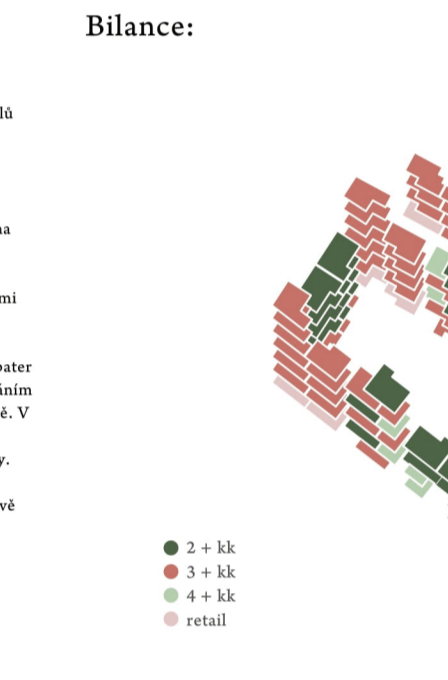 Bilance:
lů
na
mi
pater
áním
ě. V
y.
vě
2 + kk
3 + kk
4 + kk
retail